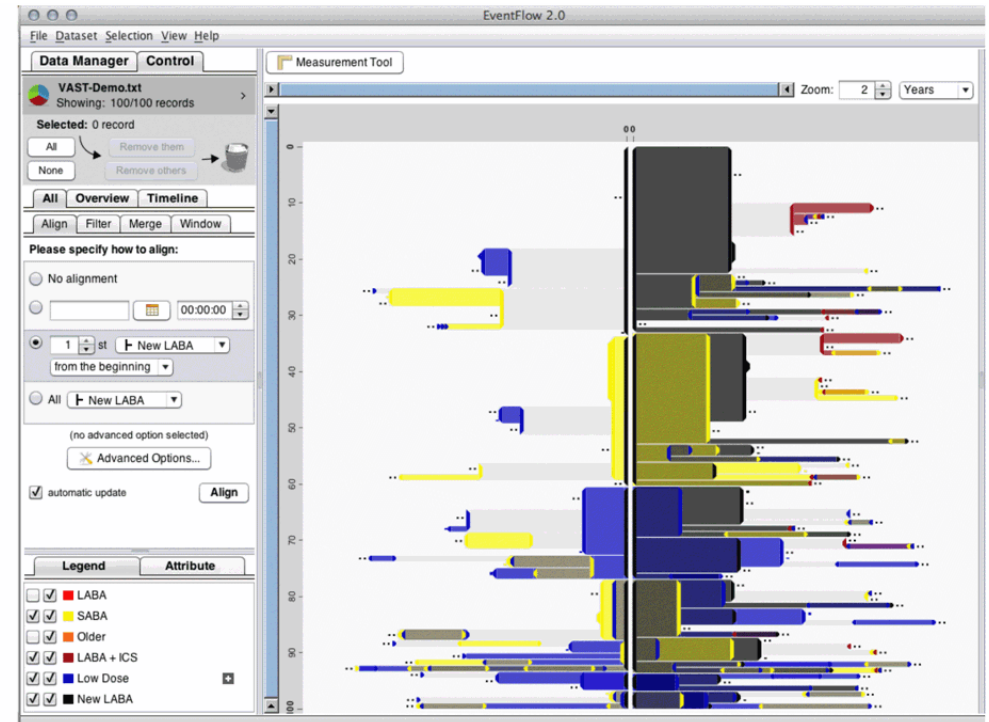 EventFlow 2.0
File Dataset Selection View Help
Data Manager Control
VAST-Demo.txt
Showing: 100/100 records
Selected: 0 record
All
Remove them
None
Remove others
All Overview Timeline
Align Filter Merge Window
Please specify how to align:
No alignment
00:00:00
1 st New LABA
from the beginning
All New LABA
(no advanced option selected)
Advanced Options...
automatic update
Align
Legend Attribute
LABA
SABA
Older
LABA + ICS
Low Dose
New LABA
Measurement Tool
Zoom: 2 Years
0 0
0
10
20
30
40
50
60
70
80
90
100